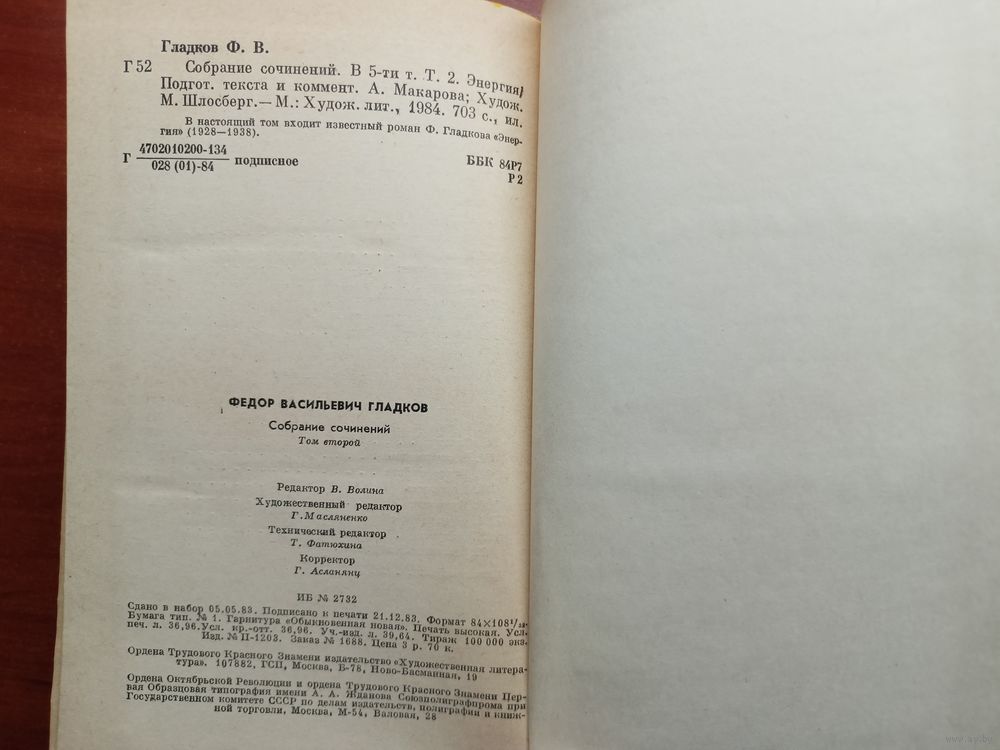 Гладков Ф. В.
Г 52 Собрание сочинений. В 5-ти т. Т. 2. Энергия/
Подгот. текста и коммент. А. Макарова; Худож.
М. Шлосберг.— М.: Худож. лит., 1984. 703 с., ил.
В настоящий том входит известный роман Ф. Гладкова «Энер-
гия» (1928—1938).
Г 4702010200-134 подписное ББК 84Р7
028 (01)-84 Р 2
ФЕДОР ВАСИЛЬЕВИЧ ГЛАДКОВ
Собрание сочинений
Том второй
Редактор В. Волина
Художественный редактор
Г. Масляненко
Технический редактор
Т. Фатюхина
Корректор
Г. Асланянц
ИБ № 2732
Сдано в набор 05.05.83. Подписано к печати 21.12.83. Формат 84×108¹/₃₂.
Бумага тип. № 1. Гарнитура «Обыкновенная новая». Печать высокая. Усл.
печ. л. 36,96. Усл. кр.-отт. 36,96. Уч.-изд. л. 39,64. Тираж 100 000 экз.
Изд. № II-1203. Заказ № 1688. Цена 3 р. 70 к.
Ордена Трудового Красного Знамени издательство «Художественная литера-
тура». 107882, ГСП, Москва, Б-78, Ново-Басманная, 19
Ордена Октябрьской Революции и ордена Трудового Красного Знамени Пер-
вая Образцовая типография имени А. А. Жданова Союзполиграфпрома при
Государственном комитете СССР по делам издательств, полиграфии и книж-
ной торговли, Москва, М-54, Валовая, 28
www.ay.by